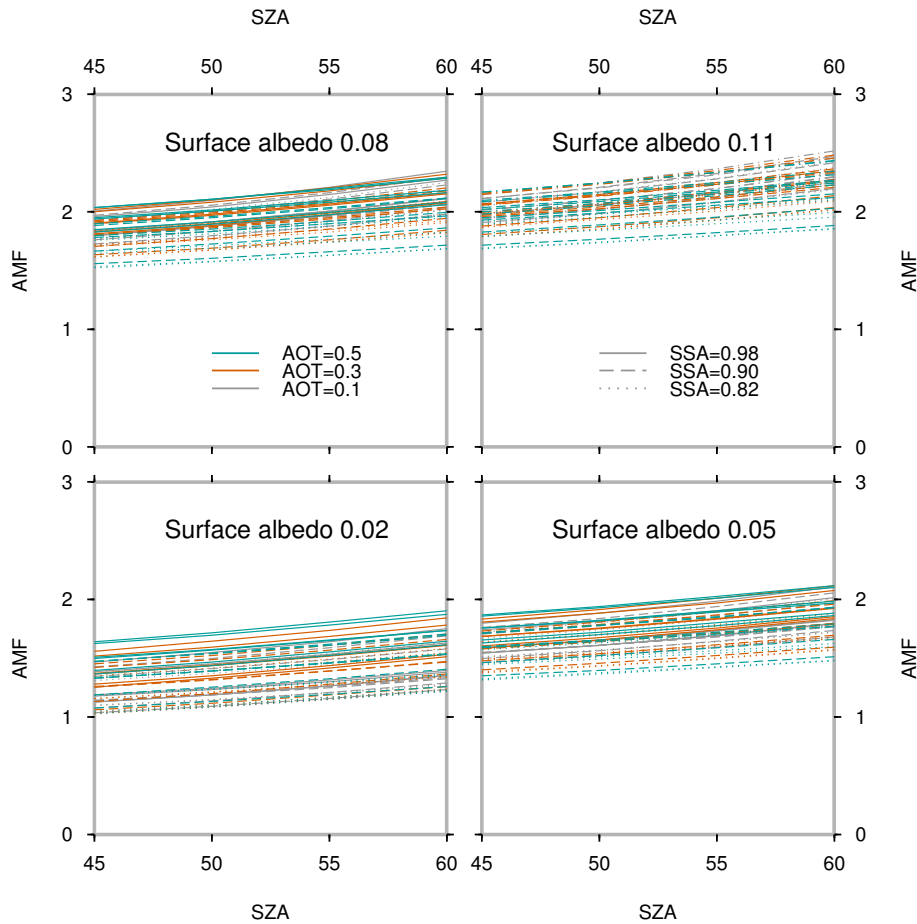 SZA SZA
45 50 55 60 45 50 55 60
3 3
Surface albedo 0.08 Surface albedo 0.11
2 2
AMF AMF
AOT=0.5 SSA=0.98
AOT=0.3 SSA=0.90
AOT=0.1 SSA=0.82
1 1
0 0
3 3
Surface albedo 0.02 Surface albedo 0.05
2 2
AMF AMF
1 1
0 0
45 50 55 60 45 50 55 60
SZA SZA